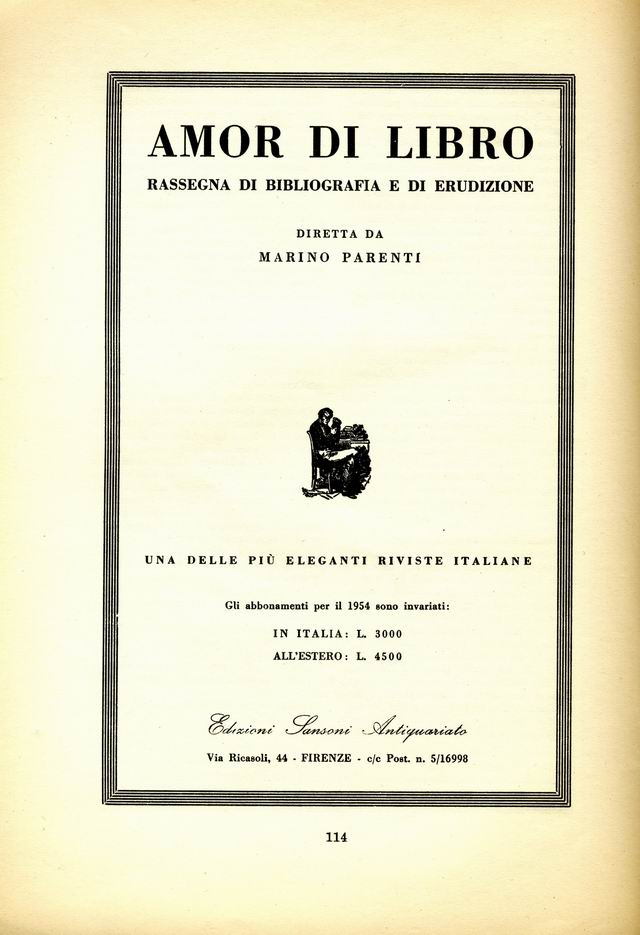 AMOR DI LIBRO
RASSEGNA DI BIBLIOGRAFIA E DI ERUDIZIONE
DIRETTA DA
MARINO PARENTI
UNA DELLE PIÙ ELEGANTI RIVISTE ITALIANE
Gli abbonamenti per il 1954 sono invariati:
IN ITALIA: L. 3000
ALL'ESTERO: L. 4500
Edizioni Sansoni Antiquariato
Via Ricasoli, 44 - FIRENZE - c/c Post. n. 5/16998
114